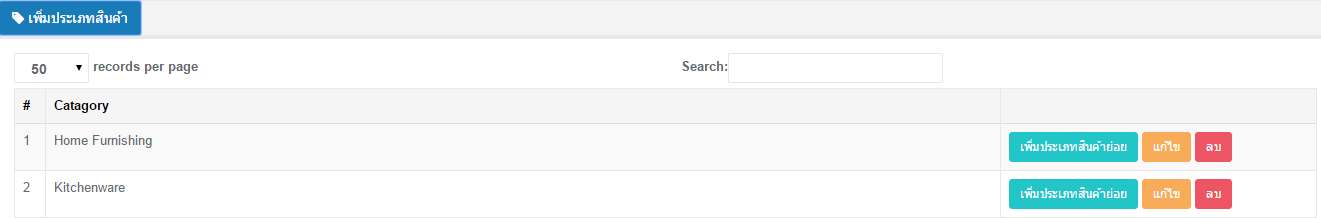 เพิ่มประเภทสินค้า
50 records per page Search:
# Catagory
1 Home Furnishing เพิ่มประเภทสินค้าย่อย แก้ไข ลบ
2 Kitchenware เพิ่มประเภทสินค้าย่อย แก้ไข ลบ